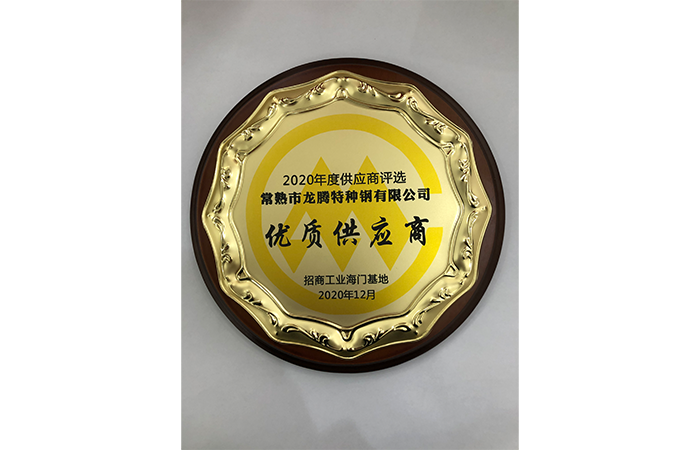 2020年度供应商评选
常熟市龙腾特种钢有限公司
优质供应商
招商工业海门基地
2020年12月